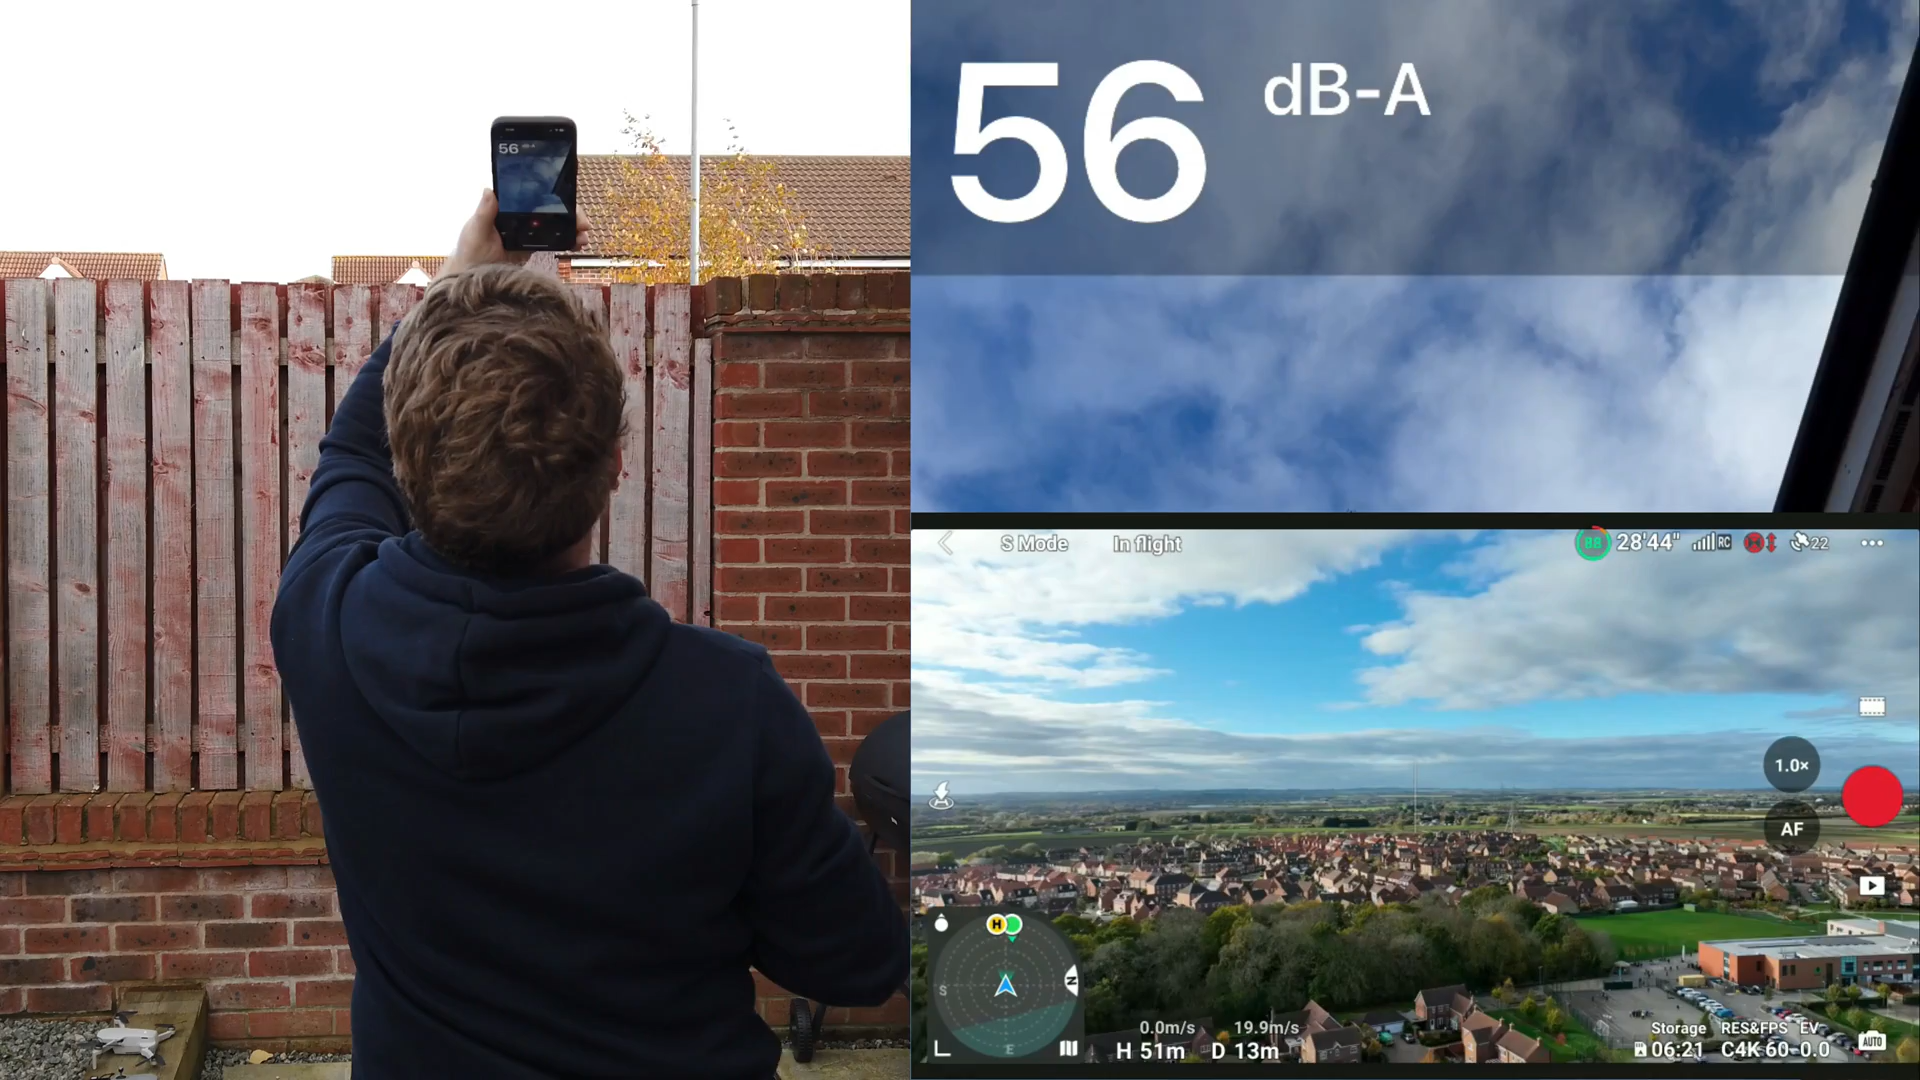 56
56 dB-A
S Mode In flight
88 28'44" RC 22
1.0×
AF
H
N
S
E
0.0m/s 19.9m/s
H 51m D 13m
Storage RES&FPS EV
06:21 C4K 60 0.0
AUTO